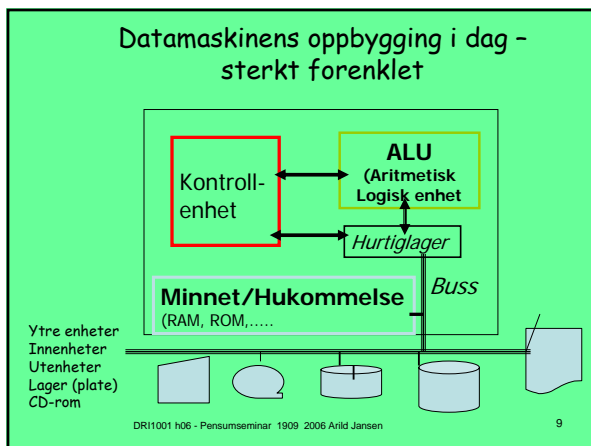 Datamaskinens oppbygging i dag –
sterkt forenklet
Kontroll-
enhet
ALU
(Aritmetisk
Logisk enhet
Hurtiglager
Buss
Minnet/Hukommelse
(RAM, ROM,.....
Ytre enheter
Innenheter
Utenheter
Lager (plate)
CD-rom
DRI1001 h06 - Pensumseminar 1909 2006 Arild Jansen
9